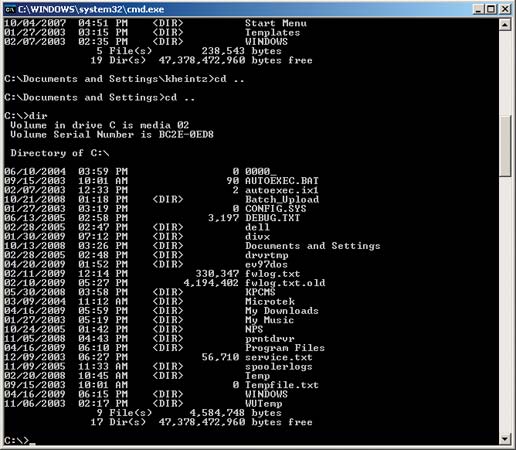 C:\WINDOWS\system32\cmd.exe
10/04/2007  04:51 PM    <DIR>          Start Menu
01/27/2003  03:15 PM    <DIR>          Templates
02/07/2003  02:35 PM    <DIR>          WINDOWS
5 File(s)        238,543 bytes
19 Dir(s)  47,378,472,960 bytes free
C:\Documents and Settings\kheintz>cd ..
C:\Documents and Settings>cd ..
C:\>dir
Volume in drive C is media 02
Volume Serial Number is BC2E-0ED8
Directory of C:\
06/10/2004  03:59 PM                 0 0000_
09/15/2003  10:01 AM                90 AUTOEXEC.BAT
02/07/2003  12:33 PM                 2 autoexec.ix1
10/21/2008  01:18 PM    <DIR>          Batch_Upload
01/27/2003  03:19 PM                 0 CONFIG.SYS
06/13/2005  02:58 PM             3,197 DEBUG.TXT
02/28/2005  02:47 PM    <DIR>          dell
01/30/2009  07:12 PM    <DIR>          divx
10/13/2008  03:26 PM    <DIR>          Documents and Settings
02/28/2005  02:48 PM    <DIR>          drvrtmp
04/20/2009  01:52 PM    <DIR>          ev97dos
02/11/2009  12:14 PM           330,347 fwlog.txt
02/10/2009  05:27 PM         4,194,402 fwlog.txt.old
05/30/2008  03:58 PM    <DIR>          KPCMS
03/09/2004  11:12 AM    <DIR>          Microtek
04/16/2009  05:59 PM    <DIR>          My Downloads
01/27/2003  05:19 PM    <DIR>          My Music
10/24/2005  01:42 PM    <DIR>          NPS
11/05/2008  04:43 PM    <DIR>          prntdrvr
04/16/2009  06:10 PM    <DIR>          Program Files
12/09/2003  06:27 PM            56,710 service.txt
11/09/2005  11:33 AM    <DIR>          spoolerlogs
02/20/2008  10:45 AM    <DIR>          Temp
09/15/2003  10:01 AM                 0 Tempfile.txt
04/16/2009  06:15 PM    <DIR>          WINDOWS
11/06/2003  02:17 PM    <DIR>          WUTemp
9 File(s)      4,584,748 bytes
17 Dir(s)  47,378,472,960 bytes free
C:\>_